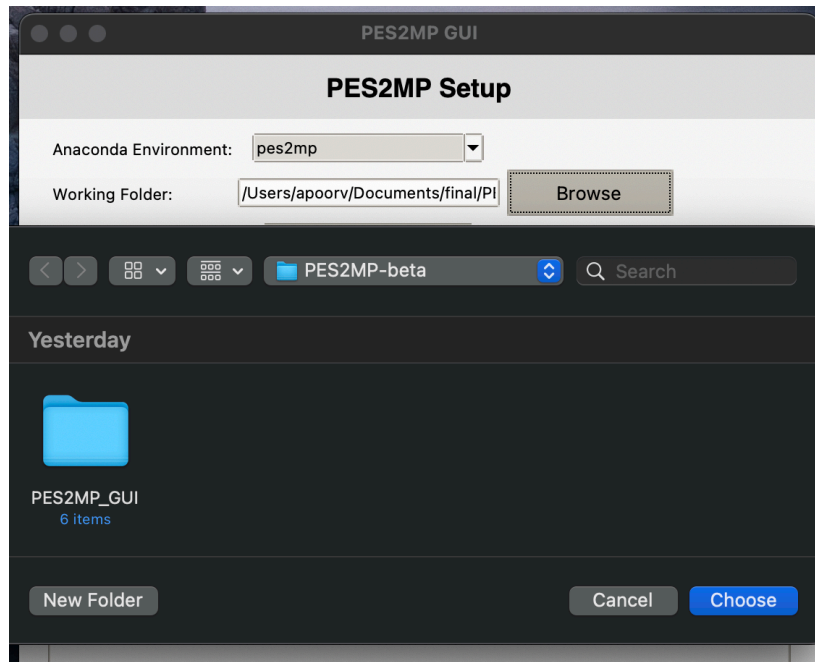 PES2MP GUI
PES2MP Setup
Anaconda Environment: pes2mp
Working Folder: /Users/apoorv/Documents/final/PI Browse
PES2MP-beta Search
Yesterday
PES2MP_GUI
6 items
New Folder Cancel Choose